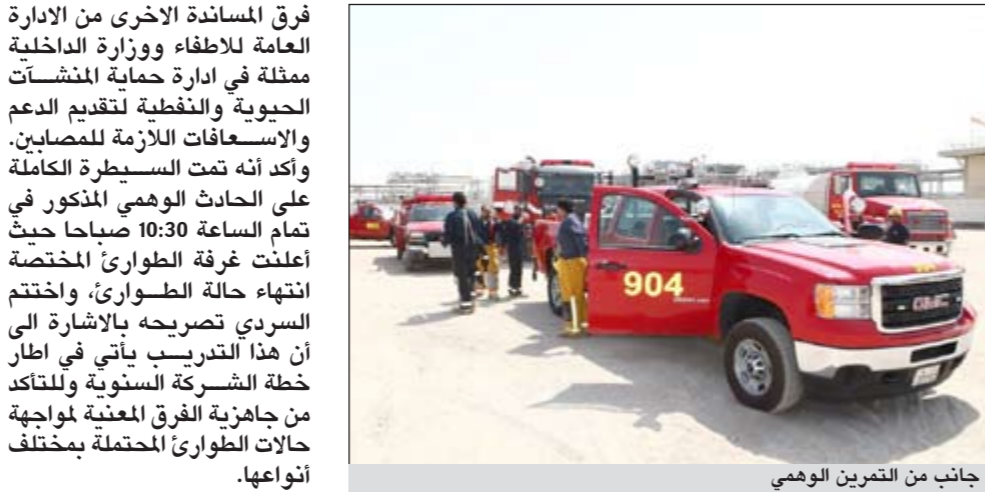 فرق المساندة الاخرى من الادارة
العامة للاطفاء ووزارة الداخلية
ممثلة في ادارة حماية المنشآت
الحيوية والنفطية لتقديم الدعم
والاسعافات اللازمة للمصابين.
وأكد أنه تمت السيطرة الكاملة
على الحادث الوهمي المذكور في
تمام الساعة 10:30 صباحا حيث
أعلنت غرفة الطوارئ المختصة
انتهاء حالة الطوارئ، واختتم
السردي تصريحه بالاشارة الى
أن هذا التدريب يأتي في اطار
خطة الشركة السنوية وللتأكد
من جاهزية الفرق المعنية لمواجهة
حالات الطوارئ المحتملة بمختلف
أنواعها.
904
GMC
جانب من التمرين الوهمي